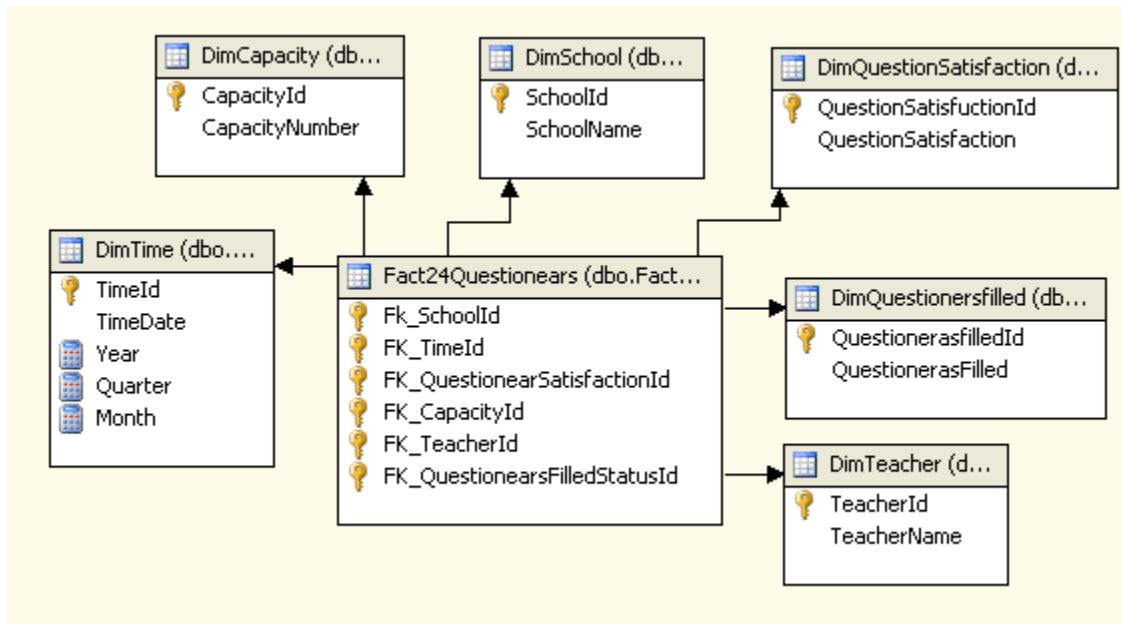 DimCapacity (db...
CapacityId
CapacityNumber
DimSchool (db...
SchoolId
SchoolName
DimQuestionSatisfaction (d...
QuestionSatisfuctionId
QuestionSatisfaction
DimTime (dbo....
TimeId
TimeDate
Year
Quarter
Month
Fact24Questionears (dbo.Fact...
Fk_SchoolId
FK_TimeId
FK_QuestionearSatisfactionId
FK_CapacityId
FK_TeacherId
FK_QuestionearsFilledStatusId
DimQuestionersfilled (db...
QuestionerasfilledId
QuestionerasFilled
DimTeacher (d...
TeacherId
TeacherName